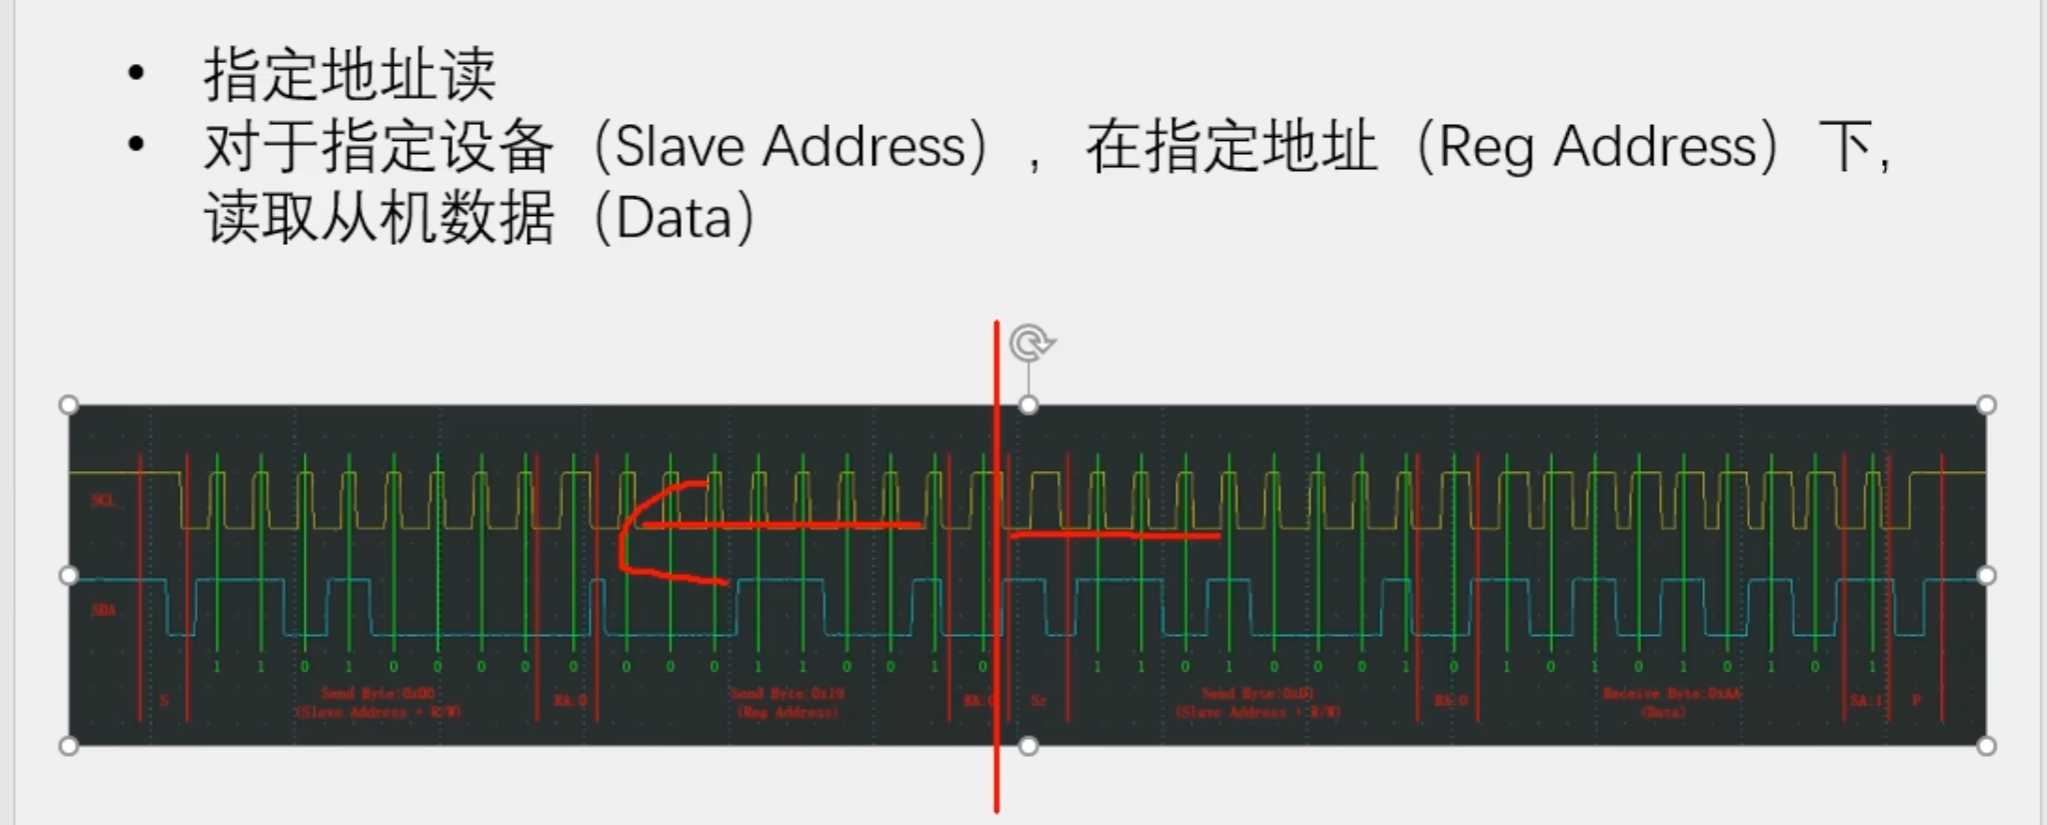 指定地址读
对于指定设备（Slave Address），在指定地址（Reg Address）下，
读取从机数据（Data）
SCL
SDA
1 1 0 1 0 0 0 0 0 0 0 0 1 1 0 0 1 0 1 1 0 1 0 0 0 1 0 1 0 1 0 1 0 1 0 1
S Send Byte:0xD0 RA:0 Send Byte:0x19 RA:0 Sr Send Byte:0xD1 RA:0 Receive Byte:0xAA SA:1 P
(Slave Address + R/W) (Reg Address) (Slave Address + R/W) (Data)